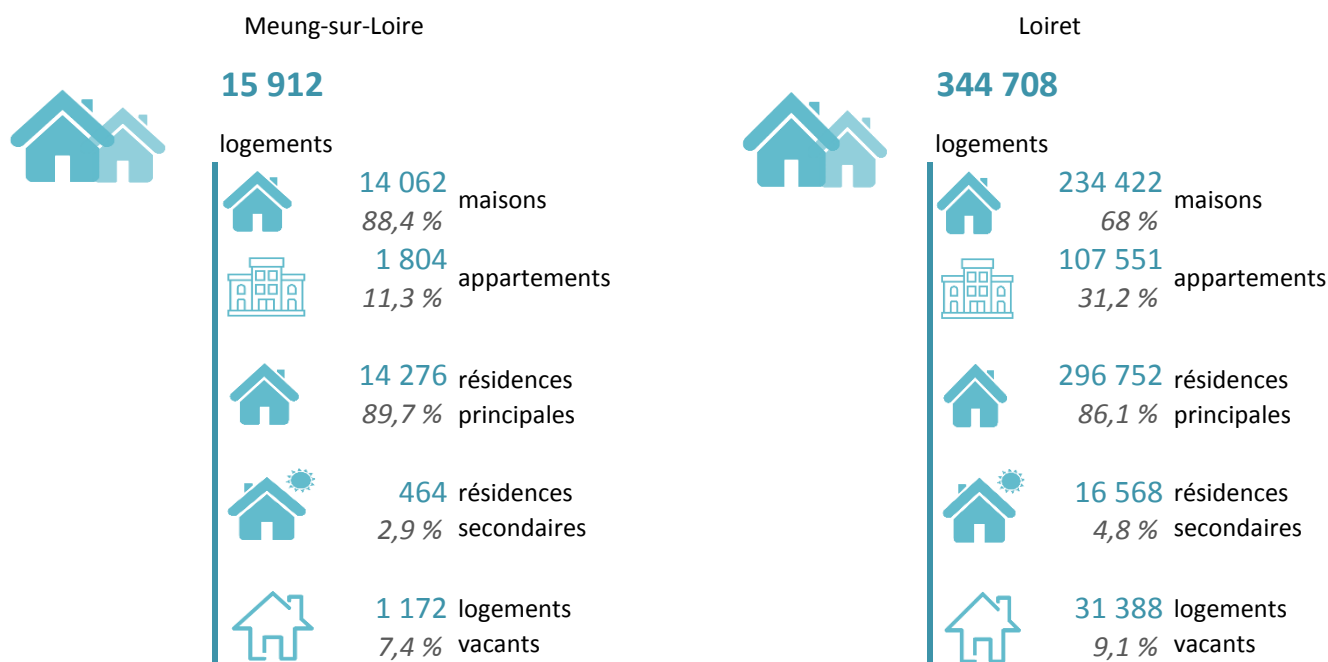 Meung-sur-Loire
15 912
logements
14 062
maisons
88,4 %
1 804
appartements
11,3 %
14 276 résidences
89,7 % principales
464 résidences
2,9 % secondaires
1 172 logements
7,4 % vacants
Loiret
344 708
logements
234 422
maisons
68 %
107 551
appartements
31,2 %
296 752 résidences
86,1 % principales
16 568 résidences
4,8 % secondaires
31 388 logements
9,1 % vacants